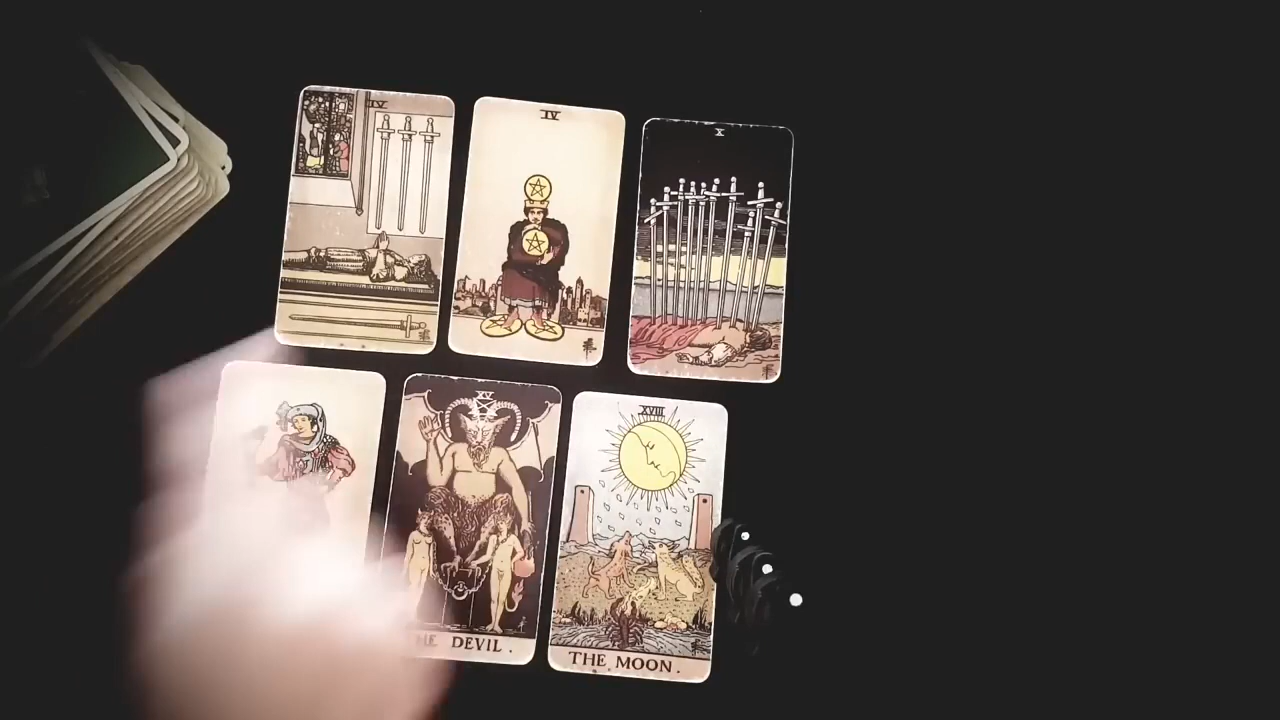 IV
IV
X
XV
XVIII
THE DEVIL.
THE MOON.